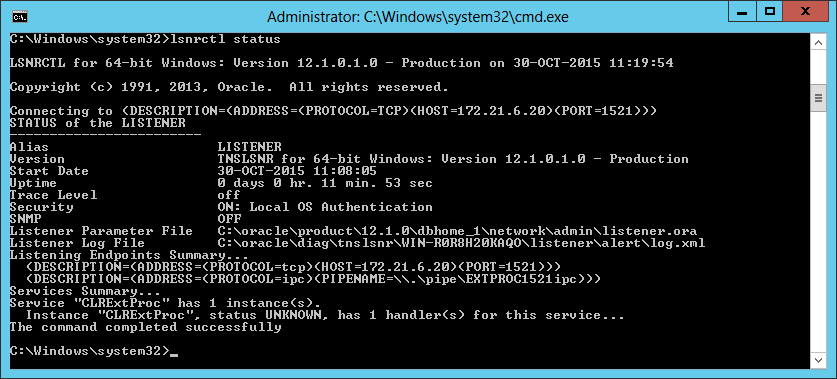 Administrator: C:\Windows\system32\cmd.exe
C:\Windows\system32>lsnrctl status
LSNRCTL for 64-bit Windows: Version 12.1.0.1.0 - Production on 30-OCT-2015 11:19:54
Copyright (c) 1991, 2013, Oracle.  All rights reserved.
Connecting to (DESCRIPTION=(ADDRESS=(PROTOCOL=TCP)(HOST=172.21.6.20)(PORT=1521)))
STATUS of the LISTENER
------------------------
Alias                     LISTENER
Version                   TNSLSNR for 64-bit Windows: Version 12.1.0.1.0 - Production
Start Date                30-OCT-2015 11:08:05
Uptime                    0 days 0 hr. 11 min. 53 sec
Trace Level               off
Security                  ON: Local OS Authentication
SNMP                      OFF
Listener Parameter File   C:\oracle\product\12.1.0\dbhome_1\network\admin\listener.ora
Listener Log File         C:\oracle\diag\tnslsnr\WIN-R0R8H20KAQO\listener\alert\log.xml
Listening Endpoints Summary...
  (DESCRIPTION=(ADDRESS=(PROTOCOL=tcp)(HOST=172.21.6.20)(PORT=1521)))
  (DESCRIPTION=(ADDRESS=(PROTOCOL=ipc)(PIPENAME=\\.\pipe\EXTPROC1521ipc)))
Services Summary...
Service "CLRExtProc" has 1 instance(s).
  Instance "CLRExtProc", status UNKNOWN, has 1 handler(s) for this service...
The command completed successfully
C:\Windows\system32>_